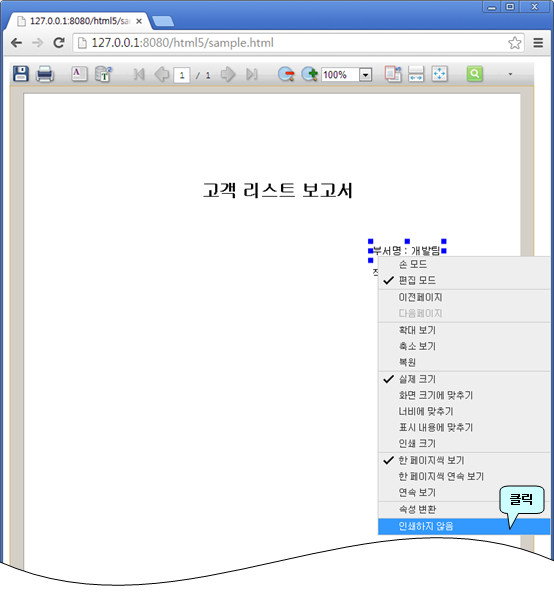 127.0.0.1:8080/html5/sam
127.0.0.1:8080/html5/sample.html
1 / 1
100%
고객 리스트 보고서
부서명 : 개발팀
손 모드
편집 모드
이전페이지
다음페이지
확대 보기
축소 보기
복원
실제 크기
화면 크기에 맞추기
너비에 맞추기
표시 내용에 맞추기
인쇄 크기
한 페이지씩 보기
한 페이지씩 연속 보기
연속 보기
클릭
속성 변환
인쇄하지 않음